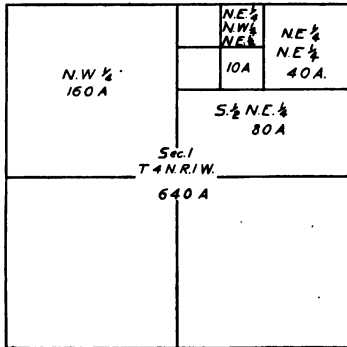 N.E.¼
N.W.¼
N.E.¼
N.E ¼
N.E ¼
40 A.
10 A
N.W ¼
160 A
S.½ N.E.¼
80 A
Sec.1
T 4 N.R.1 W.
640 A